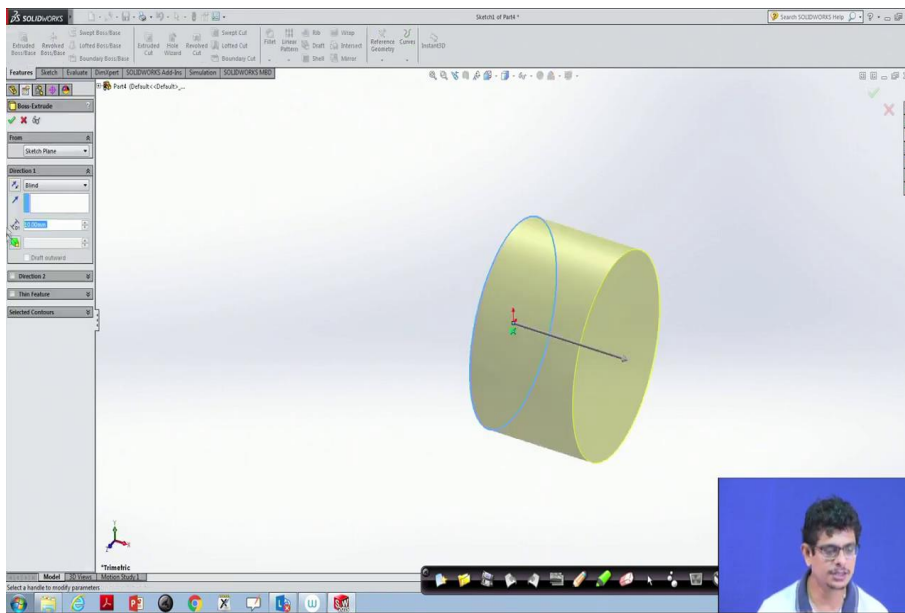 SOLIDWORKS
Sketch1 of Part4 *
Search SOLIDWORKS Help
Extruded Boss/Base
Revolved Boss/Base
Swept Boss/Base
Lofted Boss/Base
Boundary Boss/Base
Extruded Cut
Hole Wizard
Revolved Cut
Swept Cut
Lofted Cut
Boundary Cut
Fillet
Linear Pattern
Rib
Draft
Shell
Wrap
Intersect
Mirror
Reference Geometry
Curves
Instant3D
Features Sketch Evaluate DimXpert SOLIDWORKS Add-Ins Simulation SOLIDWORKS MBD
Part4 (Default<<Default>_...
Boss-Extrude
From
Sketch Plane
Direction 1
Blind
10.00mm
Draft outward
Direction 2
Thin Feature
Selected Contours
Y
*Trimetric
Model 3D Views Motion Study 1
Select a handle to modify parameters